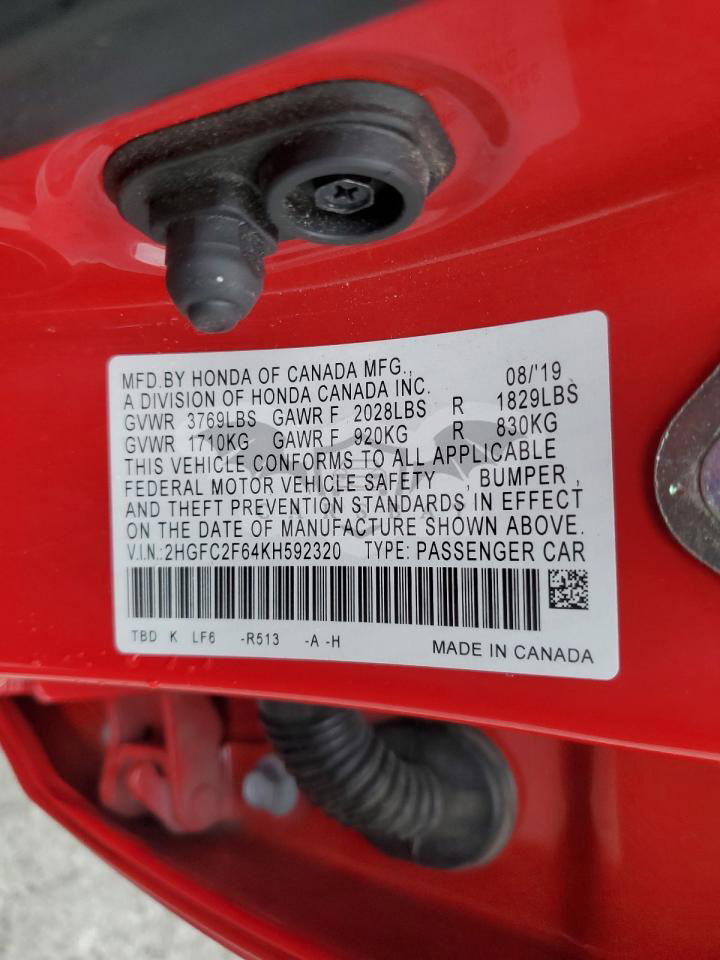 MFD.BY HONDA OF CANADA MFG., 08/'19
A DIVISION OF HONDA CANADA INC.
GVWR 3769LBS GAWR F 2028LBS R 1829LBS
GVWR 1710KG GAWR F 920KG R 830KG
THIS VEHICLE CONFORMS TO ALL APPLICABLE
FEDERAL MOTOR VEHICLE SAFETY , BUMPER ,
AND THEFT PREVENTION STANDARDS IN EFFECT
ON THE DATE OF MANUFACTURE SHOWN ABOVE.
V.I.N.:2HGFC2F64KH592320 TYPE: PASSENGER CAR
TBD K LF6 -R513 -A -H MADE IN CANADA